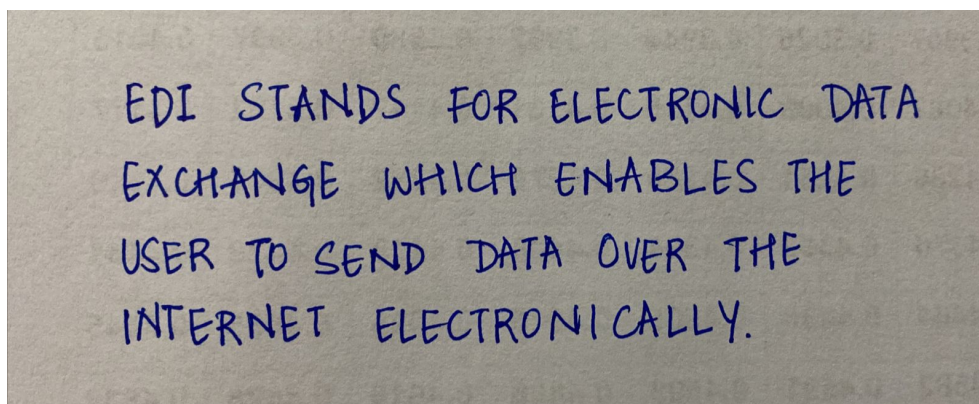 EDI STANDS FOR ELECTRONIC DATA
EXCHANGE WHICH ENABLES THE
USER TO SEND DATA OVER THE
INTERNET ELECTRONICALLY.